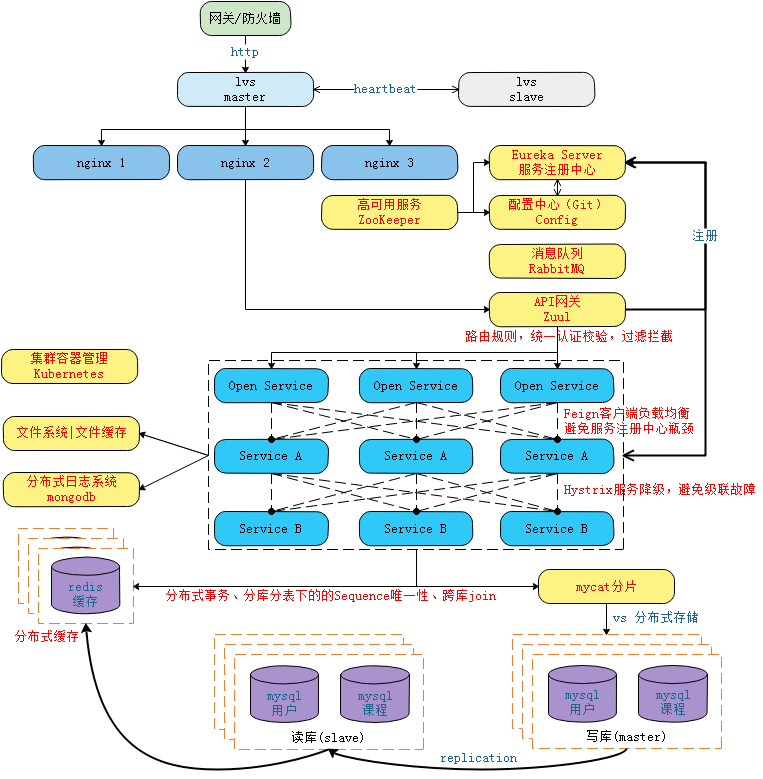 网关/防火墙
http
lvs
master
heartbeat
lvs
slave
nginx 1
nginx 2
nginx 3
Eureka Server
服务注册中心
高可用服务
ZooKeeper
配置中心（Git）
Config
注册
消息队列
RabbitMQ
API网关
Zuul
路由规则，统一认证校验，过滤拦截
集群容器管理
Kubernetes
Open Service
Open Service
Open Service
Feign客户端负载均衡
避免服务注册中心瓶颈
文件系统|文件缓存
Service A
Service A
Service A
分布式日志系统
mongodb
Hystrix服务降级，避免级联故障
Service B
Service B
Service B
redis
缓存
分布式事务、分库分表下的的Sequence唯一性、跨库join
mycat分片
vs 分布式存储
分布式缓存
mysql
用户
mysql
课程
读库(slave)
mysql
用户
mysql
课程
写库(master)
replication